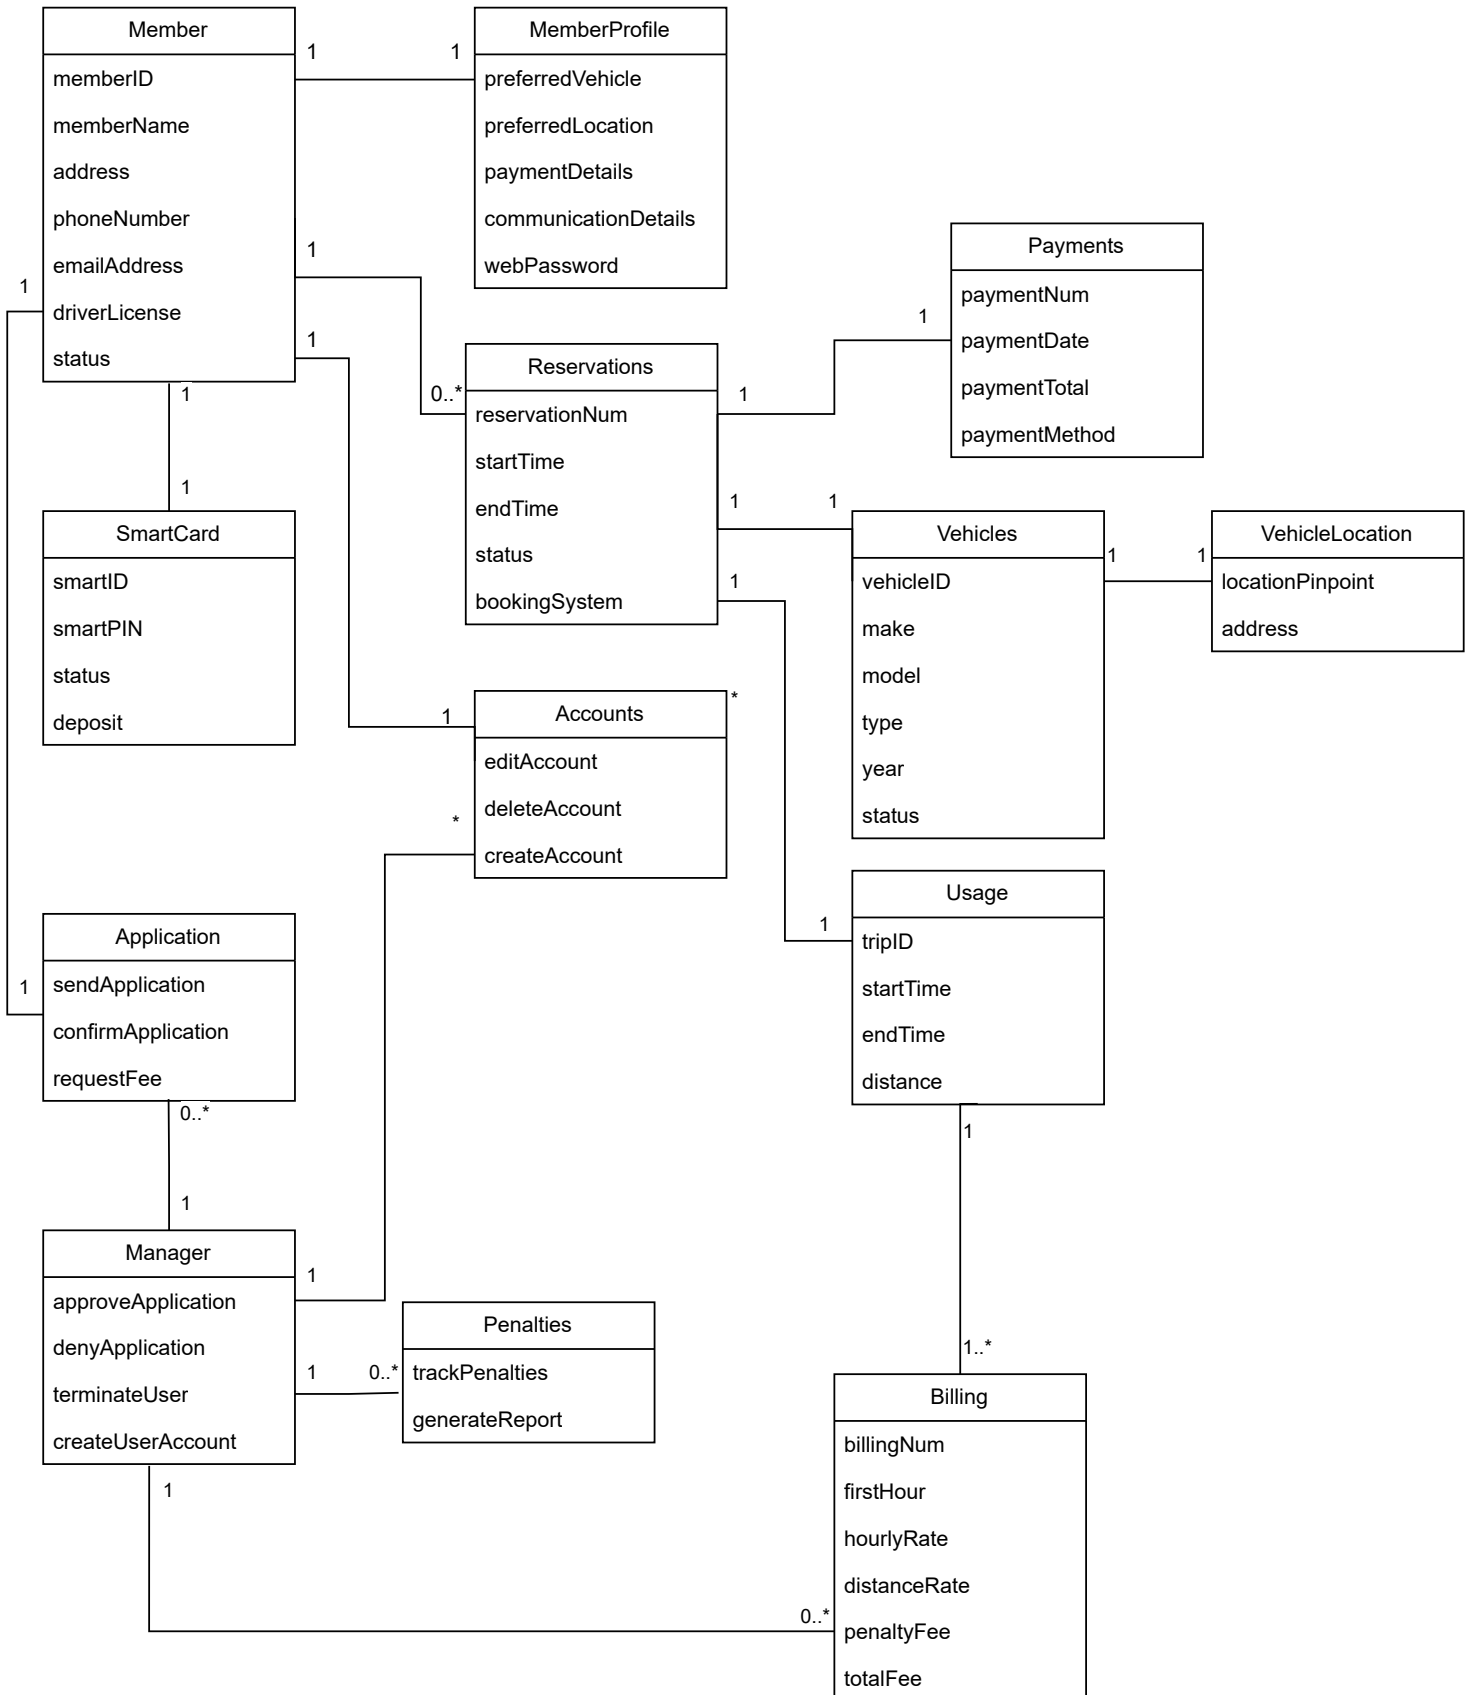 Member
memberID
memberName
address
phoneNumber
emailAddress
driverLicense
status
1
1
1
1
1
1
MemberProfile
preferredVehicle
preferredLocation
paymentDetails
communicationDetails
webPassword
Payments
paymentNum
paymentDate
paymentTotal
paymentMethod
1
Reservations
reservationNum
startTime
endTime
status
bookingSystem
0..*
1
1
1
1
SmartCard
smartID
smartPIN
status
deposit
1
Vehicles
vehicleID
make
model
type
year
status
1
1
VehicleLocation
locationPinpoint
address
Accounts
editAccount
deleteAccount
createAccount
1
*
*
Usage
tripID
startTime
endTime
distance
1
1
Application
sendApplication
confirmApplication
requestFee
1
0..*
1
Manager
approveApplication
denyApplication
terminateUser
createUserAccount
1
1
0..*
1
Penalties
trackPenalties
generateReport
1..*
Billing
billingNum
firstHour
hourlyRate
distanceRate
penaltyFee
totalFee
0..*